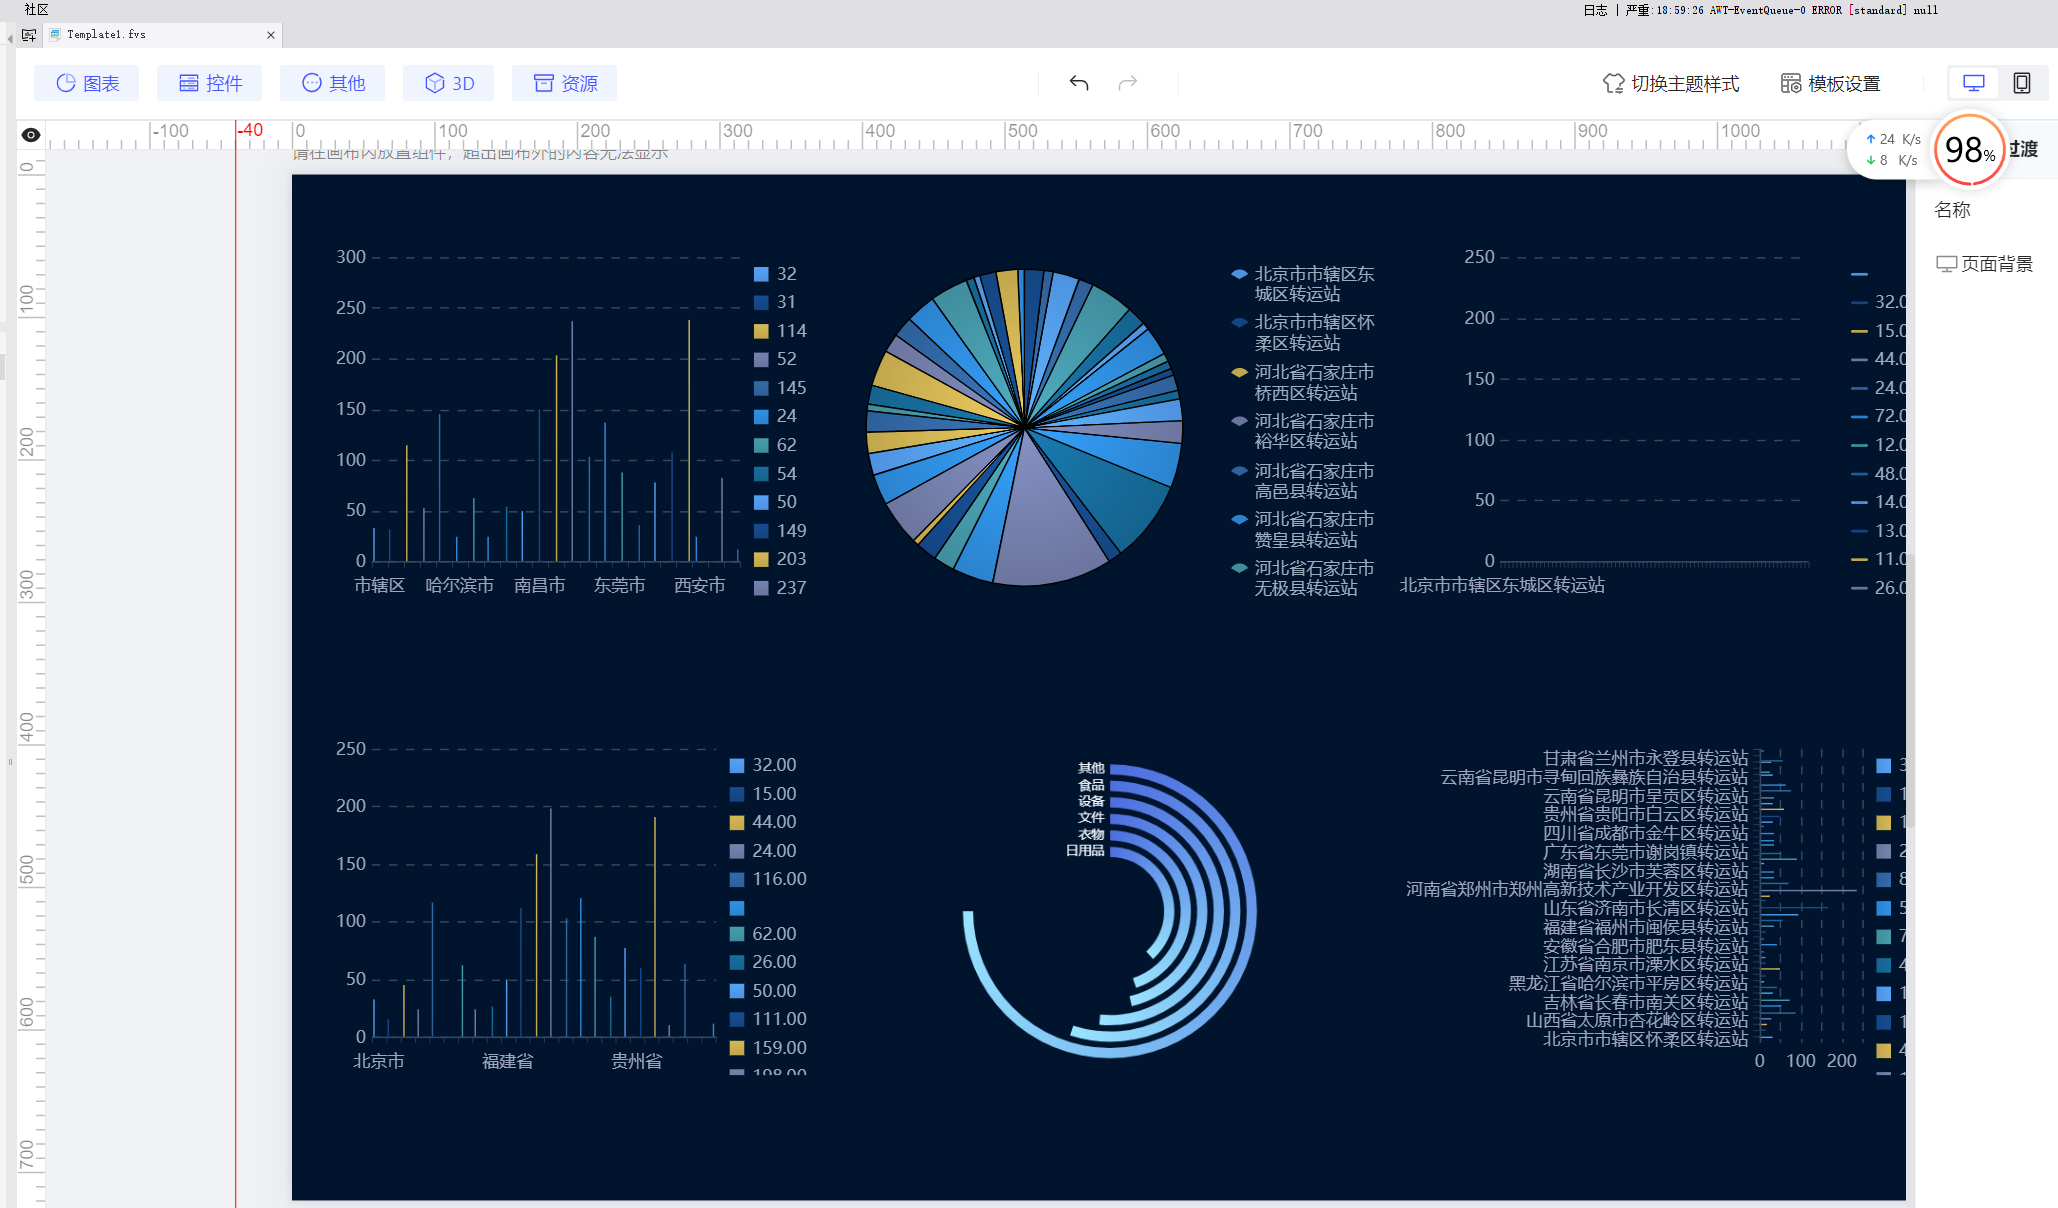 社区
日志 | 严重:18:59:26 AWT-EventQueue-0 ERROR [standard] null
Template1.fvs
图表
控件
其他
3D
资源
切换主题样式
模板设置
-100
-40
0
100
200
300
400
500
600
700
800
900
1000
24 K/s
8 K/s
98%
过渡
名称
页面背景
请在画布内放置组件，超出画布外的内容无法显示
0
100
200
300
400
500
600
700
300
250
200
150
100
50
0
市辖区
哈尔滨市
南昌市
东莞市
西安市
32
31
114
52
145
24
62
54
50
149
203
237
北京市市辖区东
城区转运站
北京市市辖区怀
柔区转运站
河北省石家庄市
桥西区转运站
河北省石家庄市
裕华区转运站
河北省石家庄市
高邑县转运站
河北省石家庄市
赞皇县转运站
河北省石家庄市
无极县转运站
250
200
150
100
50
0
北京市市辖区东城区转运站
32.0
15.0
44.0
24.0
72.0
12.0
48.0
14.0
13.0
11.0
26.0
250
200
150
100
50
0
北京市
福建省
贵州省
32.00
15.00
44.00
24.00
116.00
62.00
26.00
50.00
111.00
159.00
198.00
其他
食品
设备
文件
衣物
日用品
甘肃省兰州市永登县转运站
云南省昆明市寻甸回族彝族自治县转运站
云南省昆明市呈贡区转运站
贵州省贵阳市白云区转运站
四川省成都市金牛区转运站
广东省东莞市谢岗镇转运站
湖南省长沙市芙蓉区转运站
河南省郑州市郑州高新技术产业开发区转运站
山东省济南市长清区转运站
福建省福州市闽侯县转运站
安徽省合肥市肥东县转运站
江苏省南京市溧水区转运站
黑龙江省哈尔滨市平房区转运站
吉林省长春市南关区转运站
山西省太原市杏花岭区转运站
北京市市辖区怀柔区转运站
0
100
200